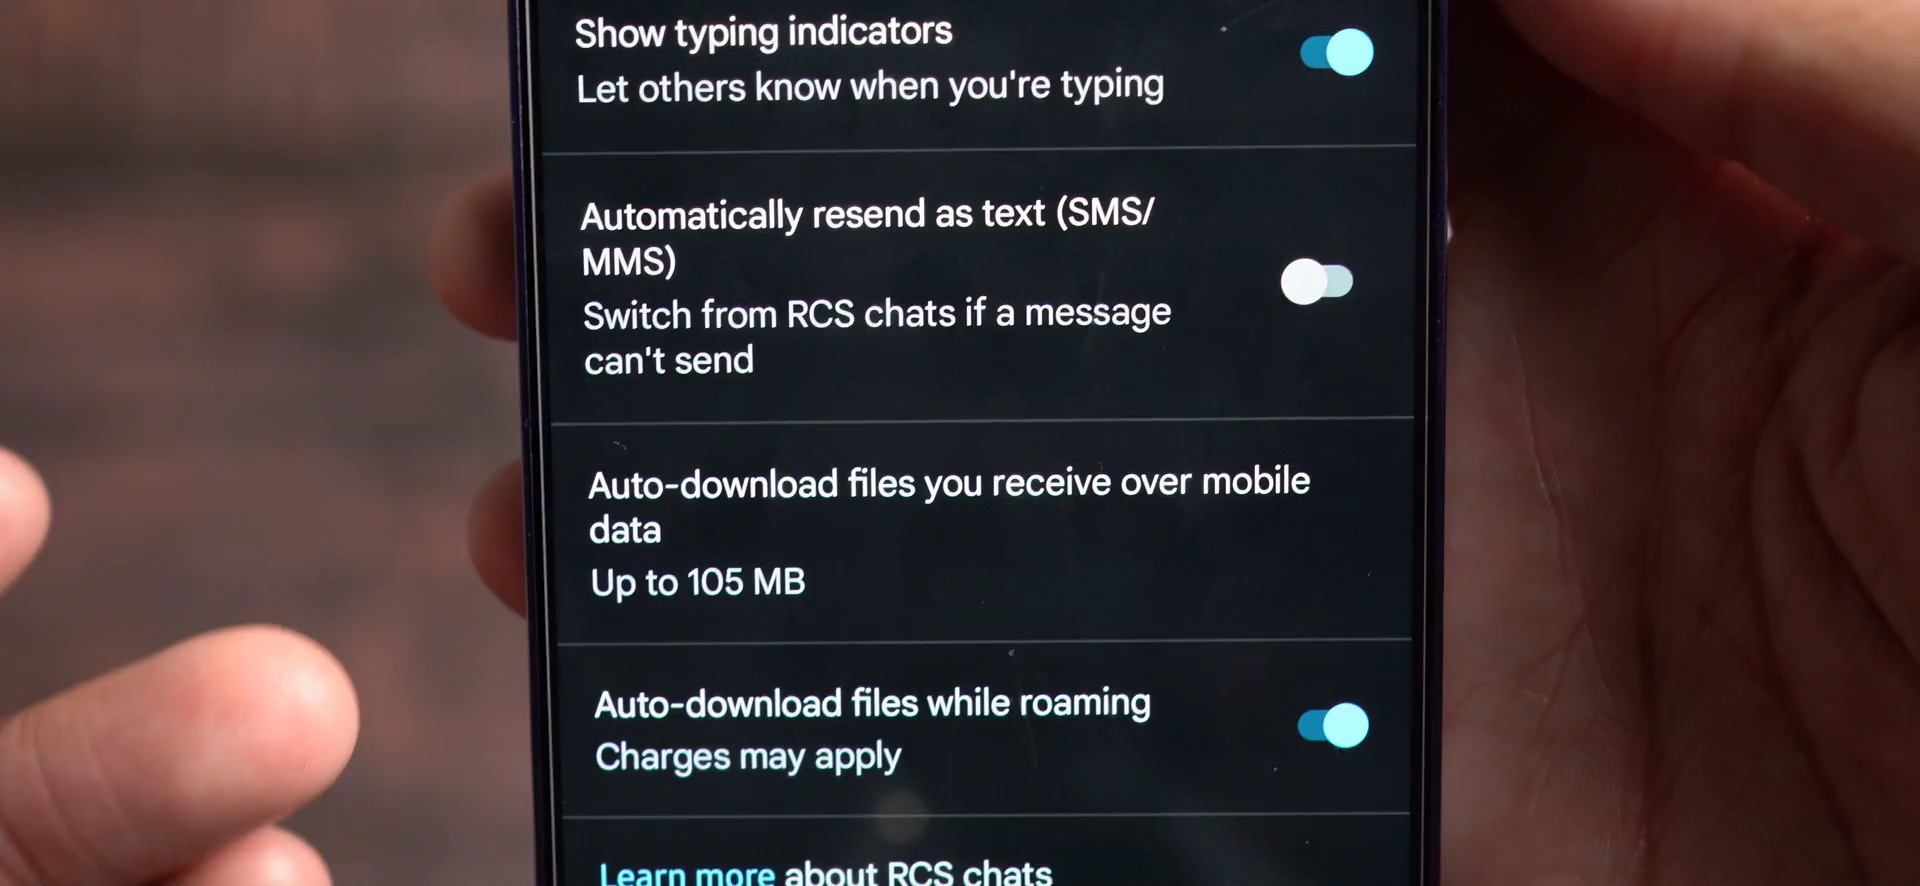 Show typing indicators
Let others know when you're typing
Automatically resend as text (SMS/
MMS)
Switch from RCS chats if a message
can't send
Auto-download files you receive over mobile
data
Up to 105 MB
Auto-download files while roaming
Charges may apply
Learn more about RCS chats